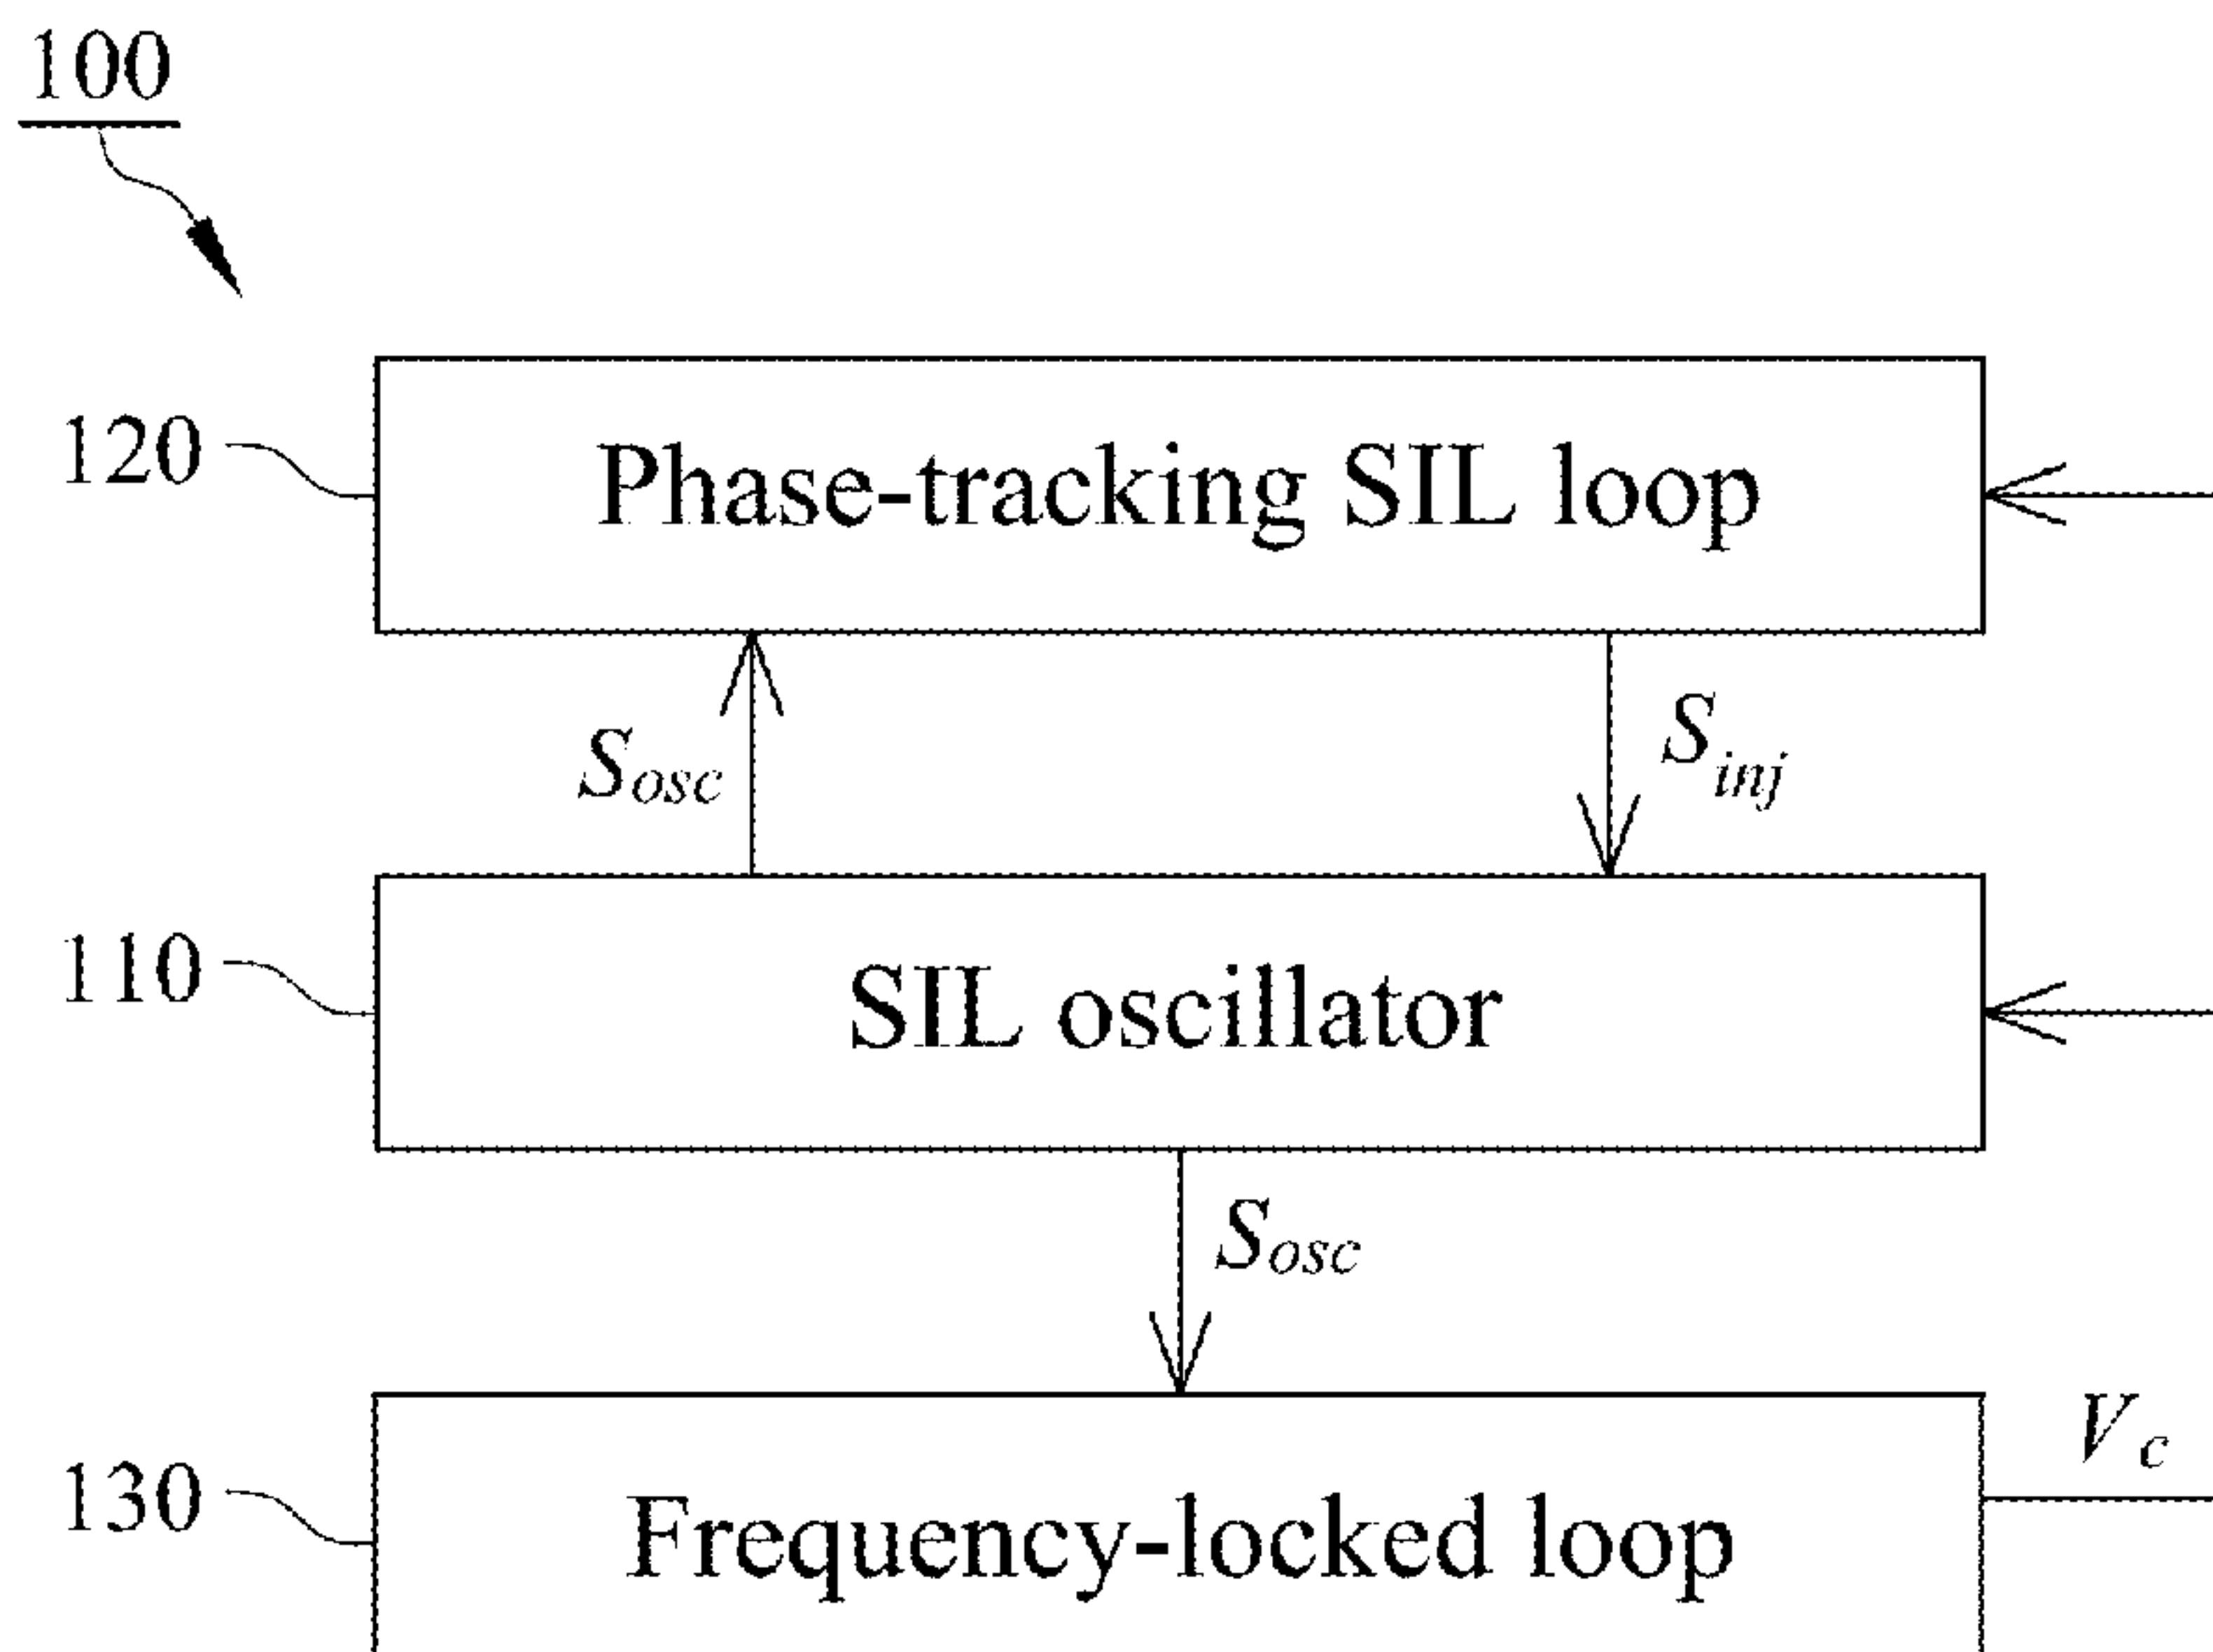 100
120
Phase-tracking SIL loop
Sosc
Sinj
110
SIL oscillator
Sosc
Vc
130
Frequency-locked loop